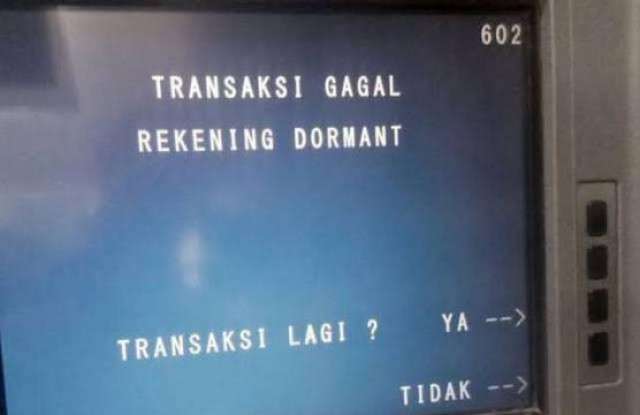 602
TRANSAKSI GAGAL
REKENING DORMANT
TRANSAKSI LAGI ? YA -->
TIDAK -->